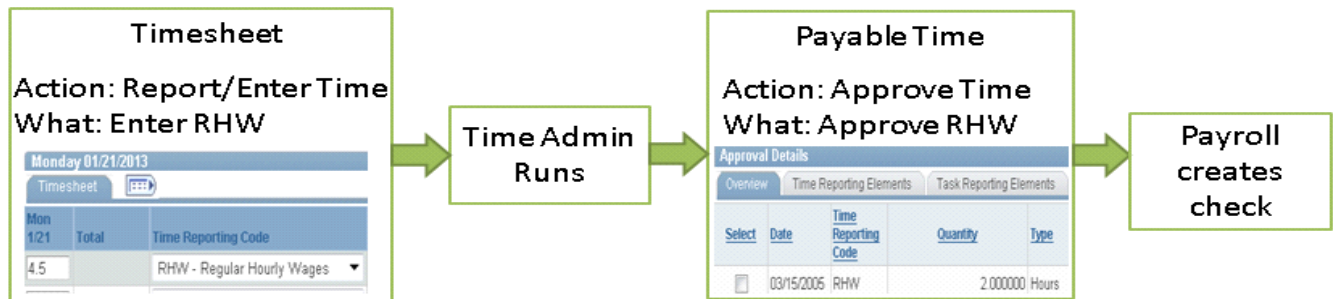 Timesheet
Action: Report/Enter Time
What: Enter RHW
Monday 01/21/2013
Timesheet
Mon 1/21 Total Time Reporting Code
4.5 RHW - Regular Hourly Wages
Time Admin
Runs
Payable Time
Action: Approve Time
What: Approve RHW
Approval Details
Overview Time Reporting Elements Task Reporting Elements
Select Date Time Reporting Code Quantity Type
03/15/2005 RHW 2.000000 Hours
Payroll
creates
check